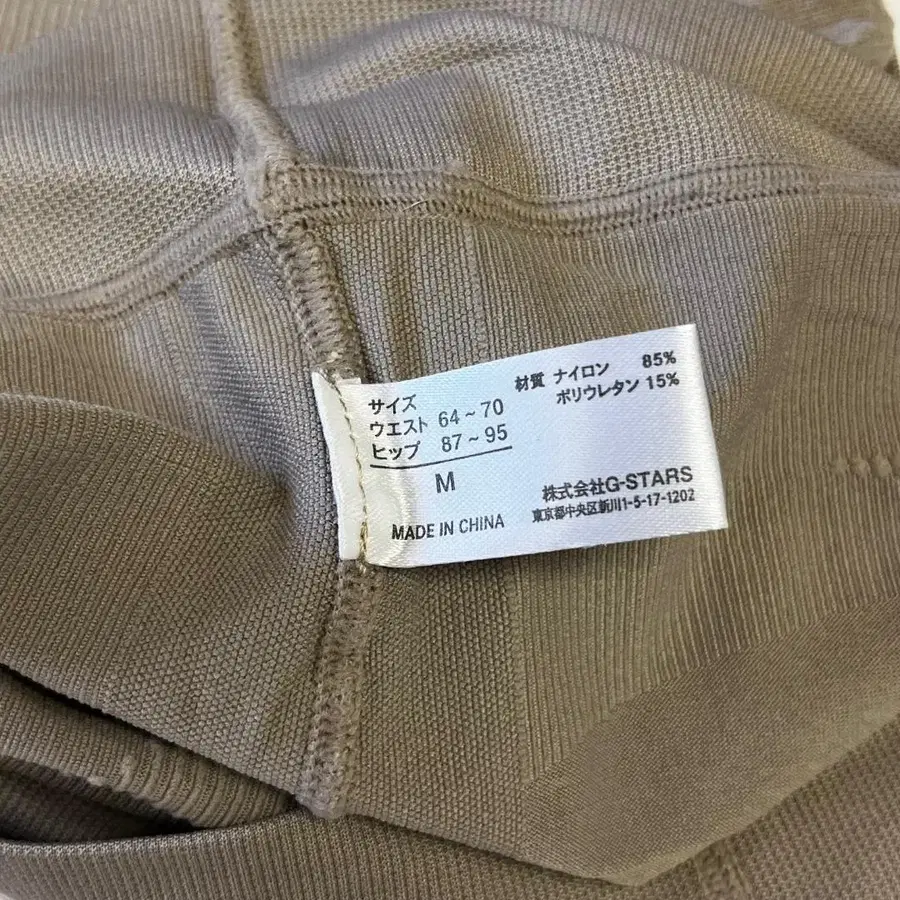 サイズ
ウエスト 64~70
ヒップ 87~95
M
MADE IN CHINA
材質 ナイロン 85%
ポリウレタン 15%
株式会社G-STARS
東京都中央区新川1-5-17-1202